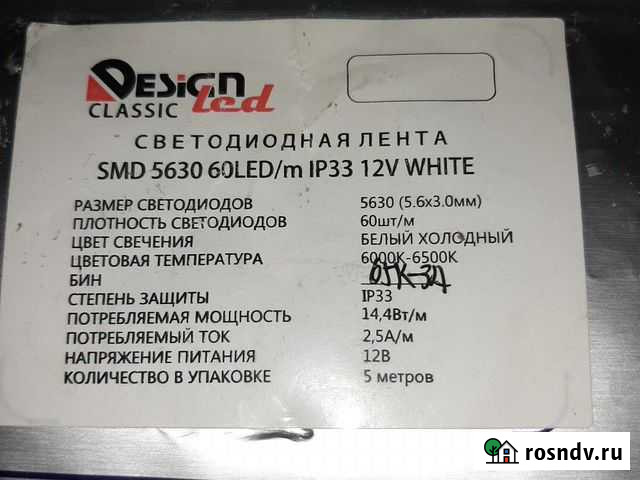 DESIGN
CLASSIC led
СВЕТОДИОДНАЯ ЛЕНТА
SMD 5630 60LED/m IP33 12V WHITE
РАЗМЕР СВЕТОДИОДОВ 5630 (5.6x3.0мм)
ПЛОТНОСТЬ СВЕТОДИОДОВ 60шт/м
ЦВЕТ СВЕЧЕНИЯ БЕЛЫЙ ХОЛОДНЫЙ
ЦВЕТОВАЯ ТЕМПЕРАТУРА 6000K-6500K
БИН
СТЕПЕНЬ ЗАЩИТЫ IP33
ПОТРЕБЛЯЕМАЯ МОЩНОСТЬ 14,4Вт/м
ПОТРЕБЛЯЕМЫЙ ТОК 2,5А/м
НАПРЯЖЕНИЕ ПИТАНИЯ 12В
КОЛИЧЕСТВО В УПАКОВКЕ 5 метров
rosndv.ru